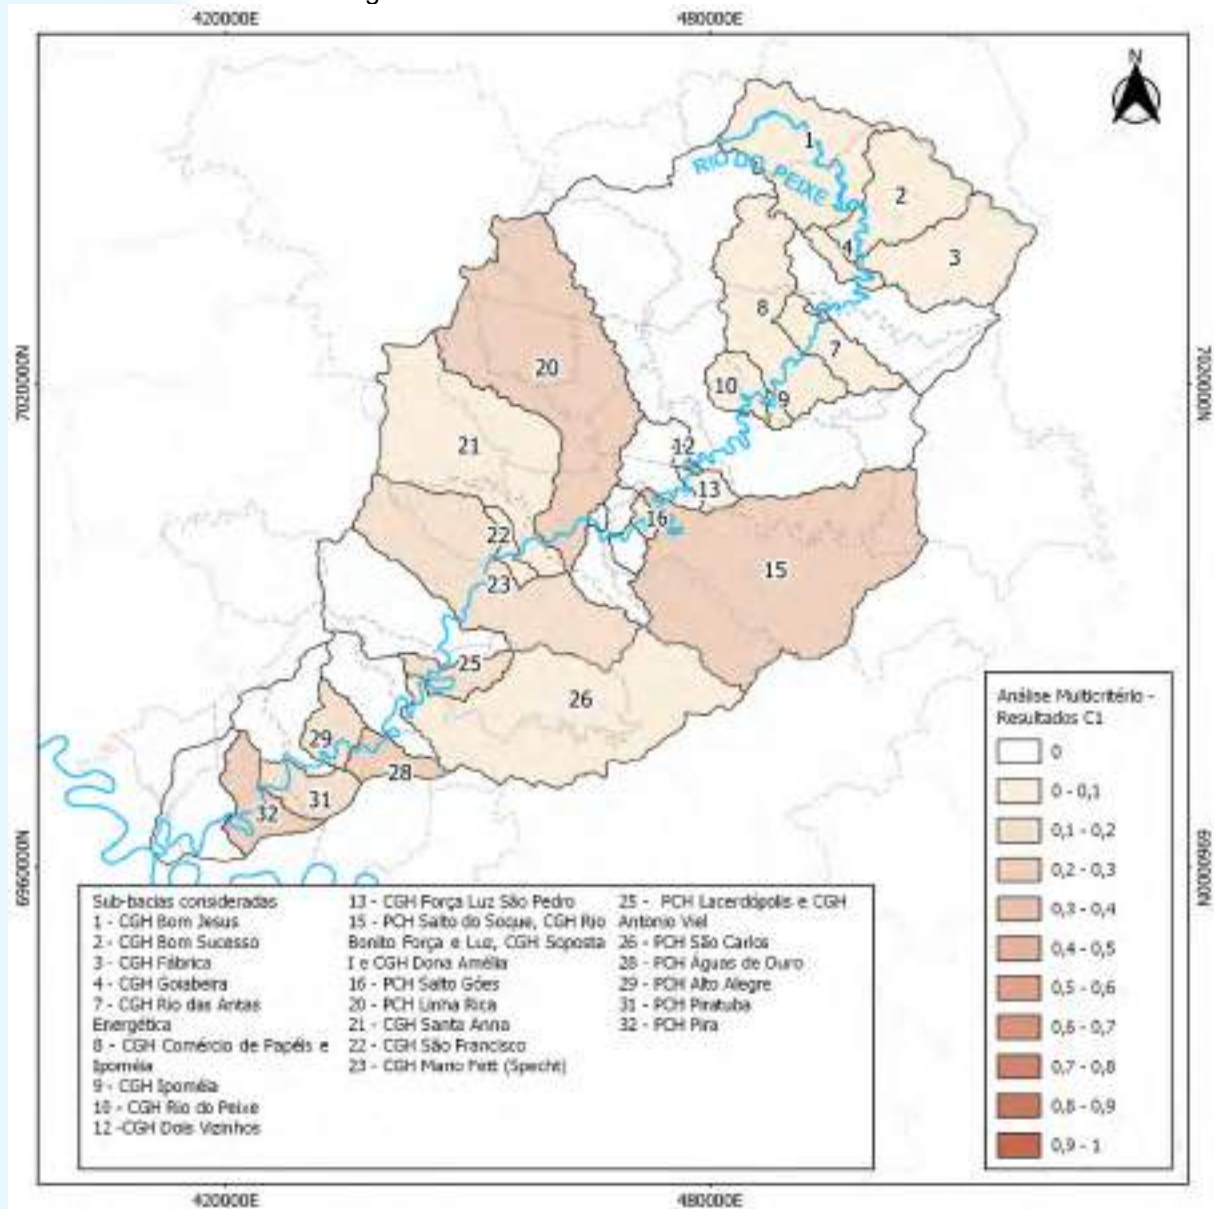 420000E
480000E
N
1
RIO DO PEIXE
2
4
3
8
7
20
10
9
21
12
13
16
22
15
23
25
26
29
28
31
32
7020000N
7020000N
6960000N
6960000N
Análise Multicritério -
Resultados C1
0
0 - 0,1
0,1 - 0,2
0,2 - 0,3
0,3 - 0,4
0,4 - 0,5
0,5 - 0,6
0,6 - 0,7
0,7 - 0,8
0,8 - 0,9
0,9 - 1
Sub-bacias consideradas
1 - CGH Bom Jesus
2 - CGH Bom Sucesso
3 - CGH Fábrica
4 - CGH Goiabeira
7 - CGH Rio das Antas
Energética
8 - CGH Comércio de Papéis e
Ipoméia
9 - CGH Ipoméia
10 - CGH Rio do Peixe
12 -CGH Dois Vizinhos
13 - CGH Força Luz São Pedro
15 - PCH Salto do Soque, CGH Rio
Bonito Força e Luz, CGH Soposta
I e CGH Dona Amélia
16 - PCH Salto Góes
20 - PCH Linha Rica
21 - CGH Santa Anna
22 - CGH São Francisco
23 - CGH Mario Fett (Specht)
25 - PCH Lacerdópolis e CGH
Antonio Viel
26 - PCH São Carlos
28 - PCH Águas de Ouro
29 - PCH Alto Alegre
31 - PCH Piratuba
32 - PCH Pira
420000E
480000E